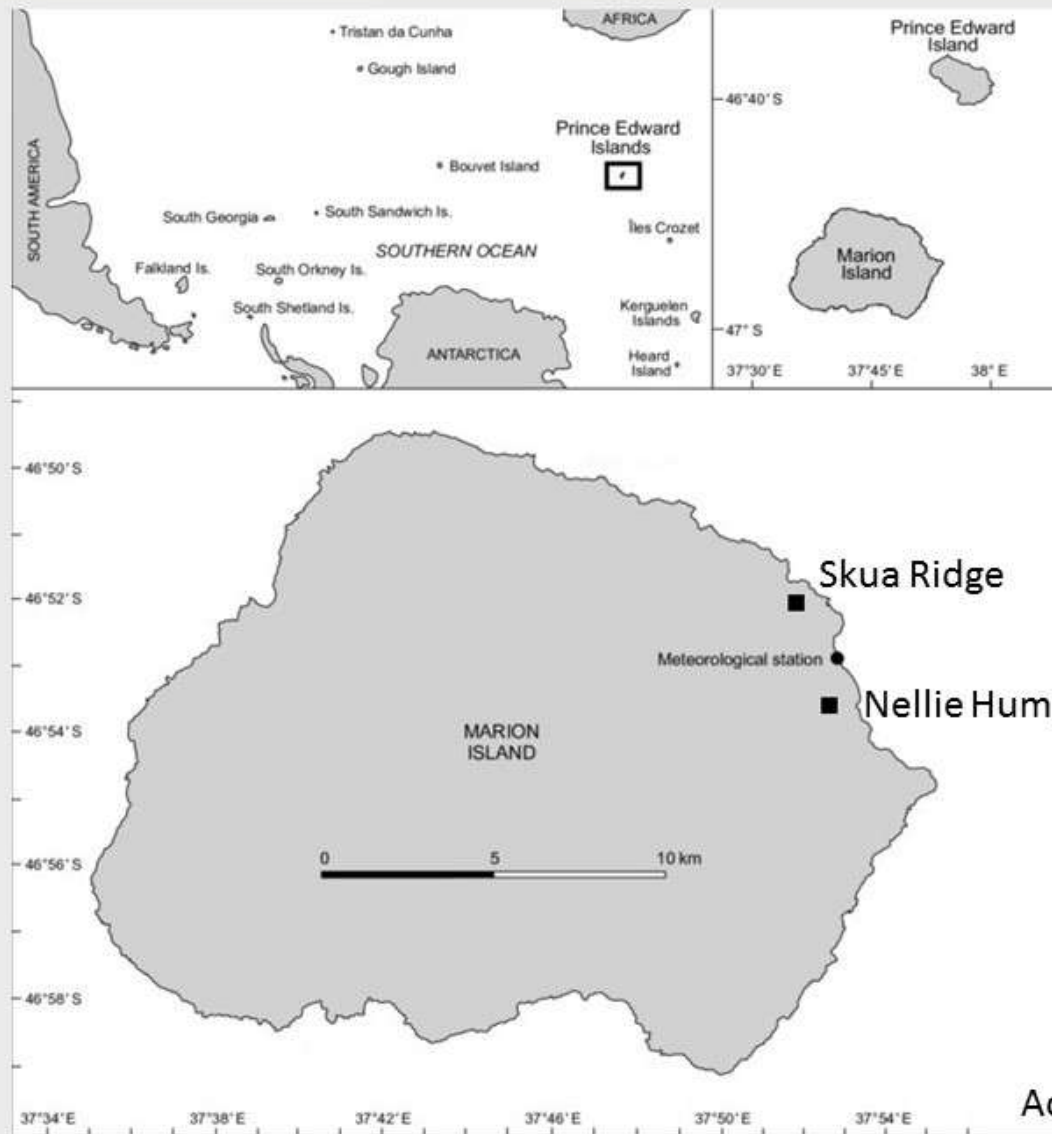 AFRICA
Tristan da Cunha
Gough Island
Prince Edward
Islands
Bouvet Island
SOUTH AMERICA
South Georgia
South Sandwich Is.
SOUTHERN OCEAN
Îles Crozet
Falkland Is.
South Orkney Is.
South Shetland Is.
Kerguelen
Islands
ANTARCTICA
Heard
Island
Prince Edward
Island
46°40' S
Marion
Island
47° S
37°30' E
37°45' E
38° E
46°50' S
46°52' S
46°54' S
46°56' S
46°58' S
Skua Ridge
Meteorological station
Nellie Hum
MARION
ISLAND
0 5 10 km
37°34' E
37°38' E
37°42' E
37°46' E
37°50' E
37°54' E